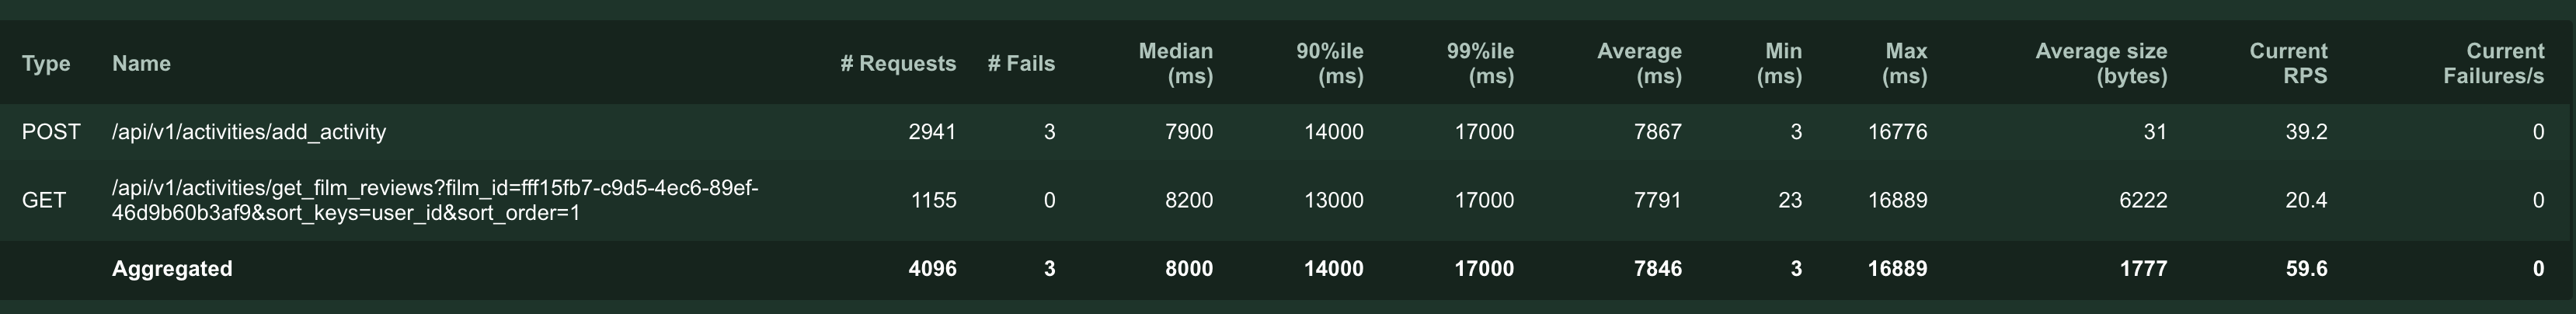 Type Name # Requests # Fails Median (ms) 90%ile (ms) 99%ile (ms) Average (ms) Min (ms) Max (ms) Average size (bytes) Current RPS Current Failures/s
POST /api/v1/activities/add_activity 2941 3 7900 14000 17000 7867 3 16776 31 39.2 0
GET /api/v1/activities/get_film_reviews?film_id=fff15fb7-c9d5-4ec6-89ef-
46d9b60b3af9&sort_keys=user_id&sort_order=1 1155 0 8200 13000 17000 7791 23 16889 6222 20.4 0
Aggregated 4096 3 8000 14000 17000 7846 3 16889 1777 59.6 0